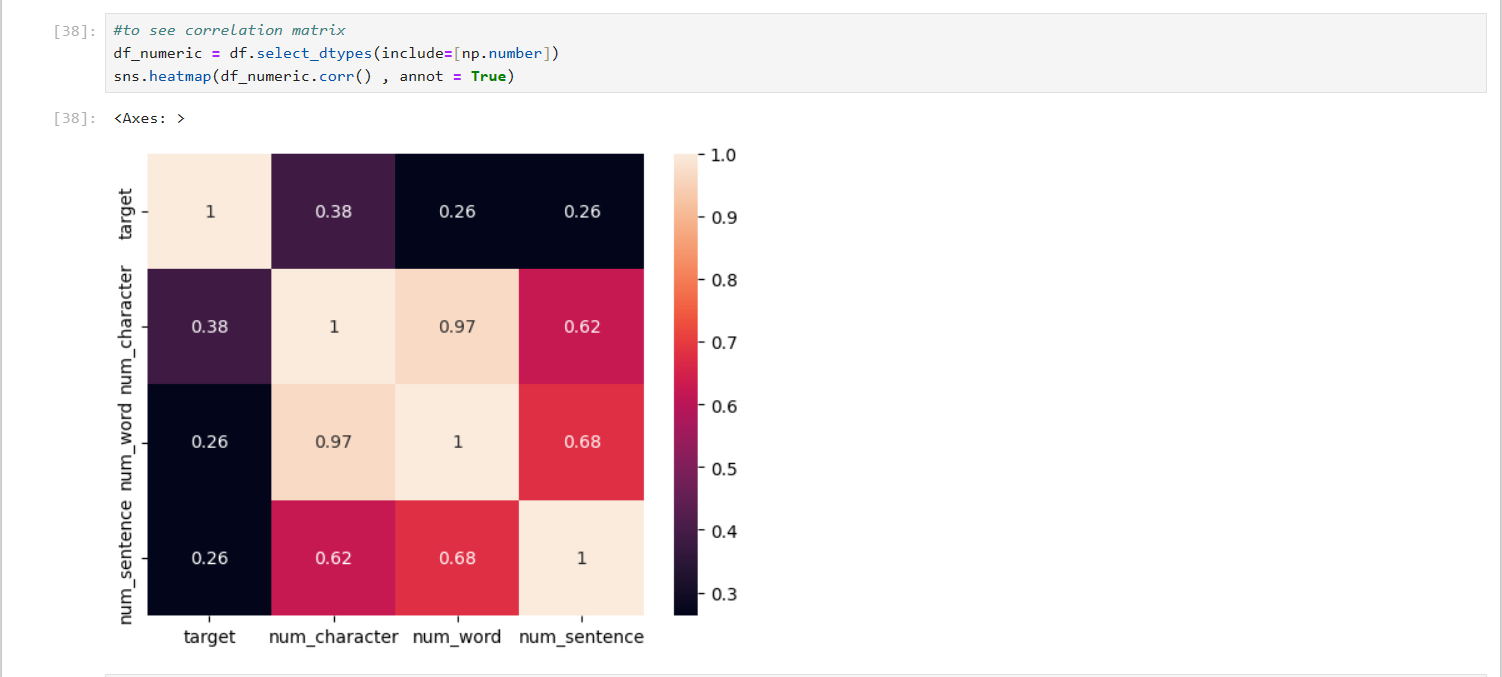 [38]: #to see correlation matrix
df_numeric = df.select_dtypes(include=[np.number])
sns.heatmap(df_numeric.corr() , annot = True)
[38]: <Axes: >
target
1 0.38 0.26 0.26
num_character
0.38 1 0.97 0.62
num_word
0.26 0.97 1 0.68
num_sentence
0.26 0.62 0.68 1
target num_character num_word num_sentence
1.0
0.9
0.8
0.7
0.6
0.5
0.4
0.3